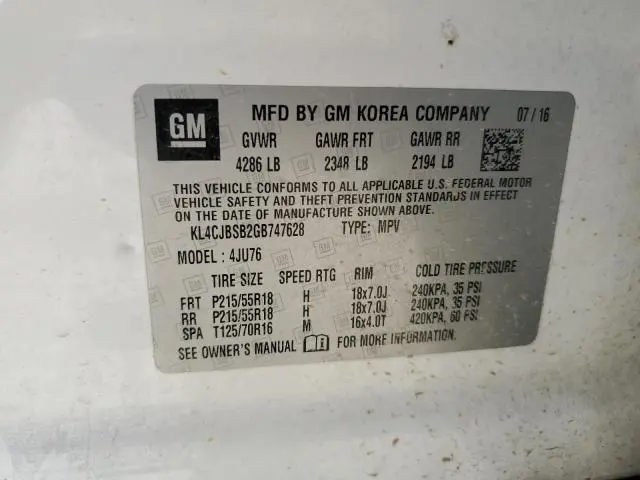 GM MFD BY GM KOREA COMPANY 07/16
GVWR GAWR FRT GAWR RR
4286 LB 2348 LB 2194 LB
THIS VEHICLE CONFORMS TO ALL APPLICABLE U.S. FEDERAL MOTOR
VEHICLE SAFETY AND THEFT PREVENTION STANDARDS IN EFFECT
ON THE DATE OF MANUFACTURE SHOWN ABOVE.
KL4CJBSB2GB747628 TYPE: MPV
MODEL: 4JU76
TIRE SIZE SPEED RTG RIM COLD TIRE PRESSURE
FRT P215/55R18 H 18x7.0J 240KPA, 35 PSI
RR P215/55R18 H 18x7.0J 240KPA, 35 PSI
SPA T125/70R16 M 16x4.0T 420KPA, 60 PSI
SEE OWNER'S MANUAL FOR MORE INFORMATION.